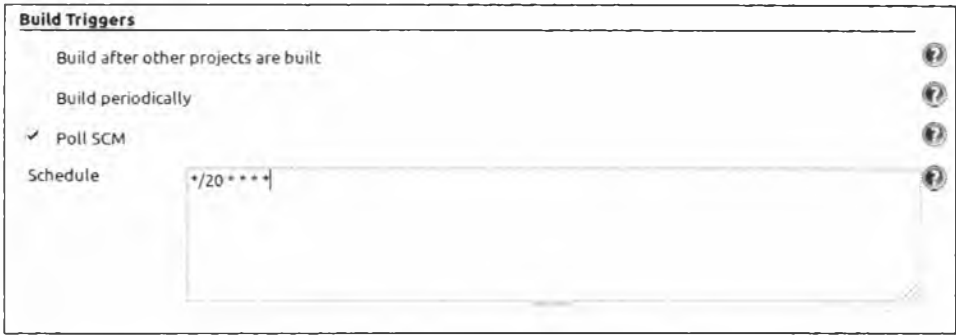 Build Triggers
Build after other projects are built
Build periodically
Poll SCM
Schedule
*/20 * * * *